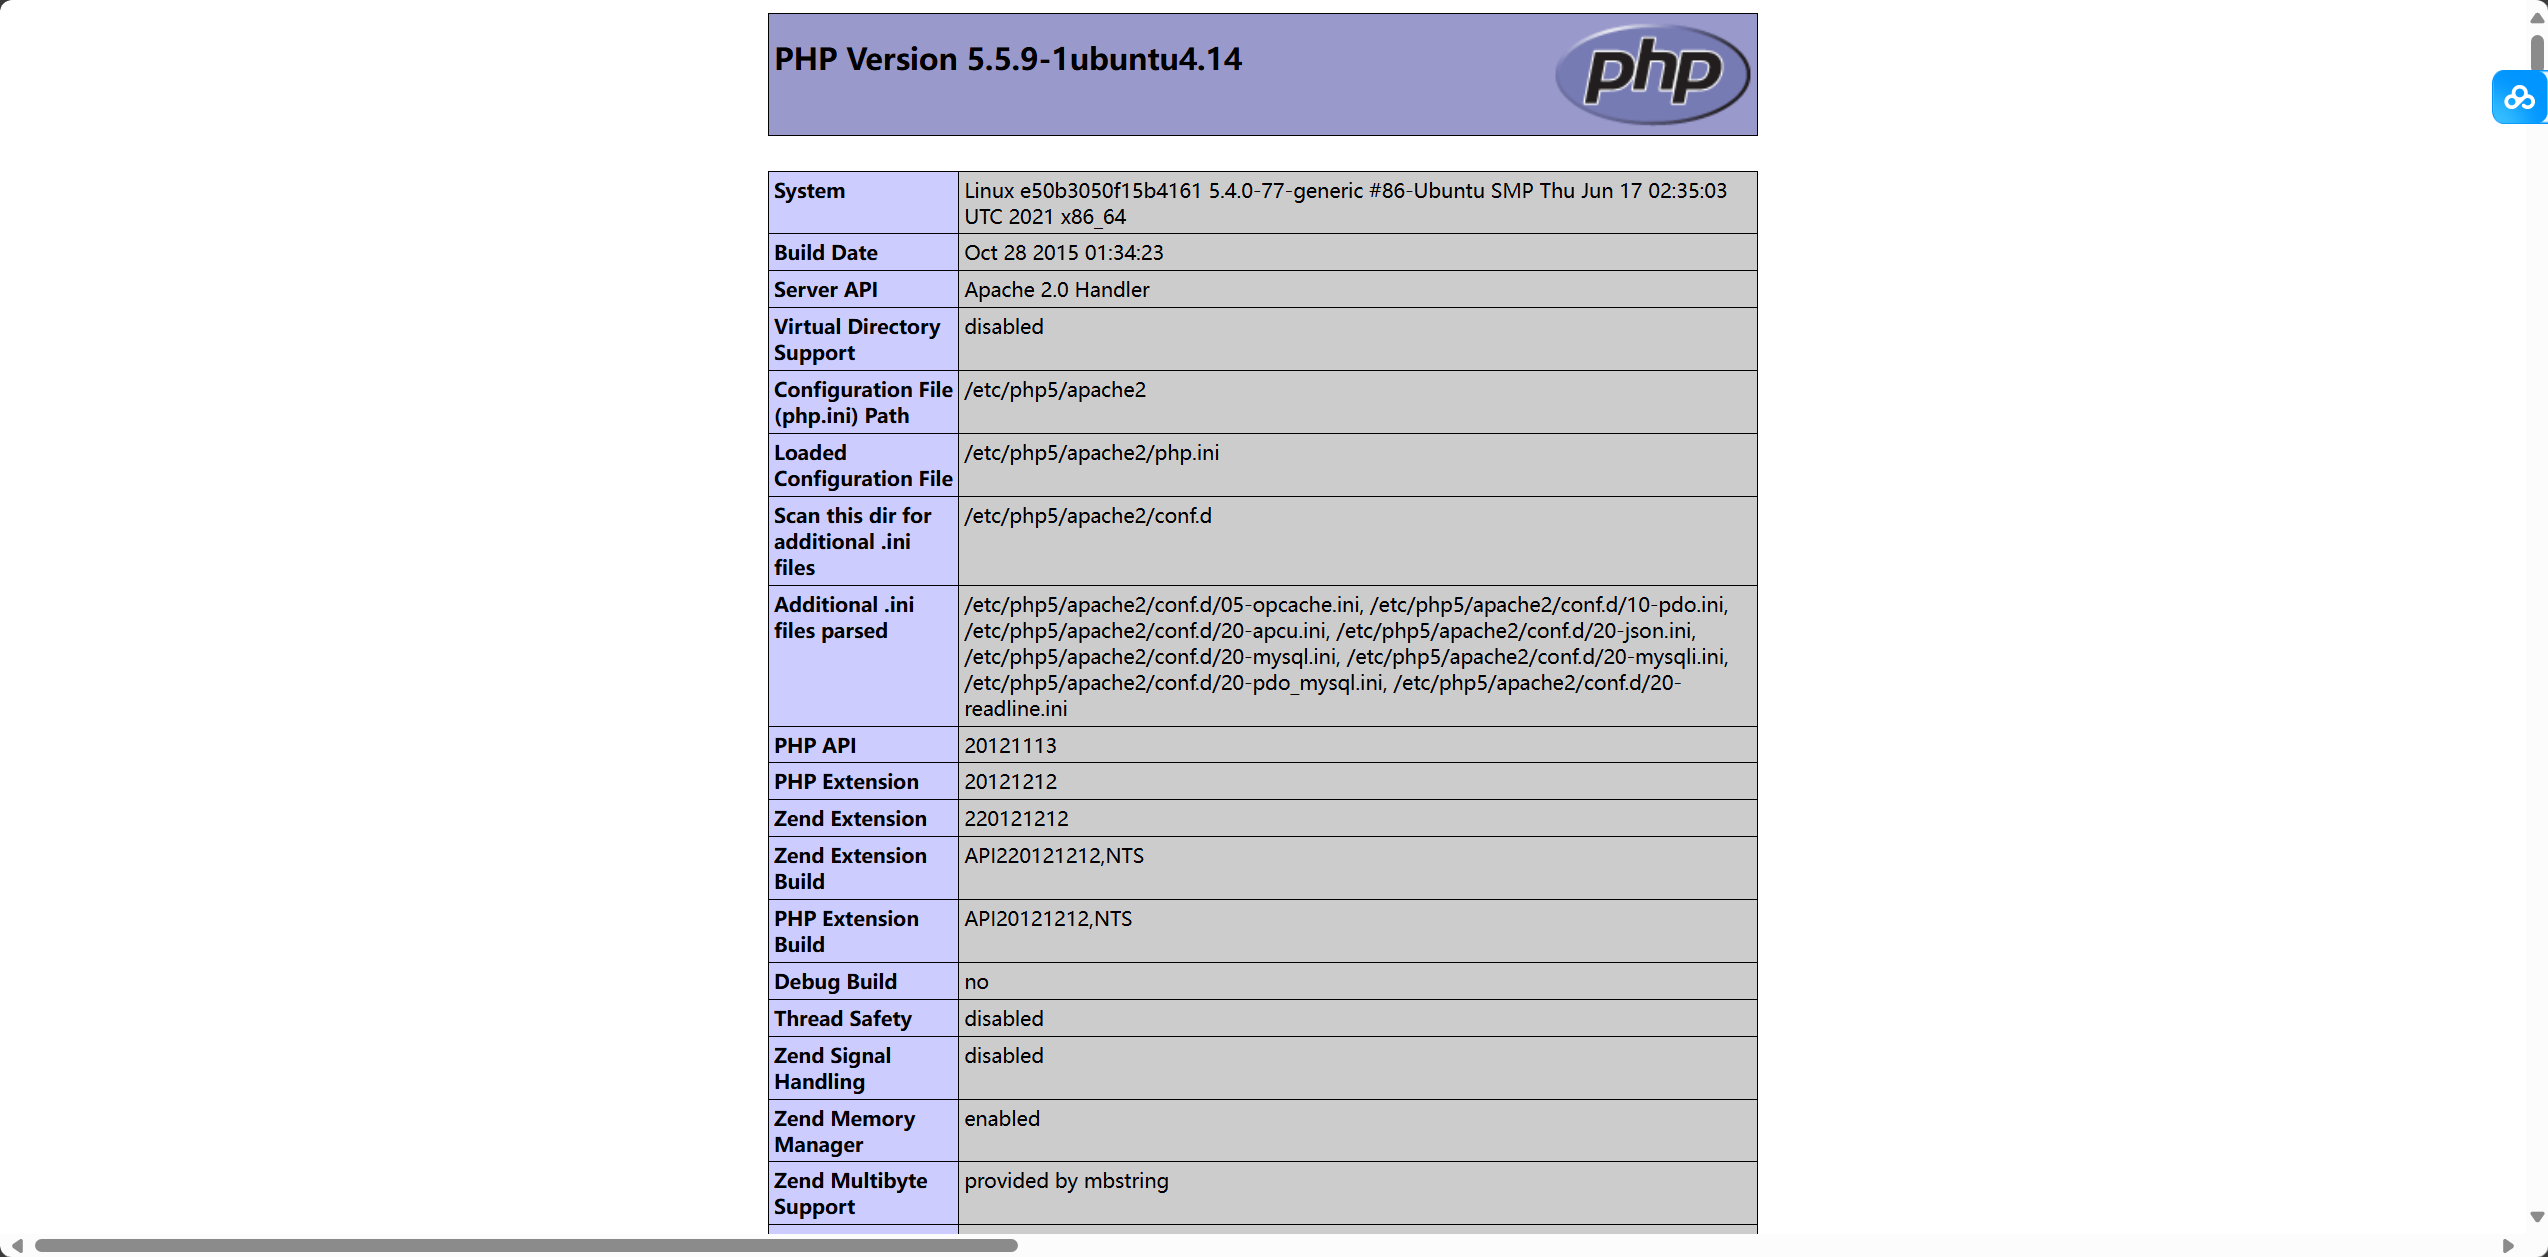 PHP Version 5.5.9-1ubuntu4.14
php
System
Linux e50b3050f15b4161 5.4.0-77-generic #86-Ubuntu SMP Thu Jun 17 02:35:03
UTC 2021 x86_64
Build Date
Oct 28 2015 01:34:23
Server API
Apache 2.0 Handler
Virtual Directory
Support
disabled
Configuration File
(php.ini) Path
/etc/php5/apache2
Loaded
Configuration File
/etc/php5/apache2/php.ini
Scan this dir for
additional .ini
files
/etc/php5/apache2/conf.d
Additional .ini
files parsed
/etc/php5/apache2/conf.d/05-opcache.ini, /etc/php5/apache2/conf.d/10-pdo.ini,
/etc/php5/apache2/conf.d/20-apcu.ini, /etc/php5/apache2/conf.d/20-json.ini,
/etc/php5/apache2/conf.d/20-mysql.ini, /etc/php5/apache2/conf.d/20-mysqli.ini,
/etc/php5/apache2/conf.d/20-pdo_mysql.ini, /etc/php5/apache2/conf.d/20-
readline.ini
PHP API
20121113
PHP Extension
20121212
Zend Extension
220121212
Zend Extension
Build
API220121212,NTS
PHP Extension
Build
API20121212,NTS
Debug Build
no
Thread Safety
disabled
Zend Signal
Handling
disabled
Zend Memory
Manager
enabled
Zend Multibyte
Support
provided by mbstring